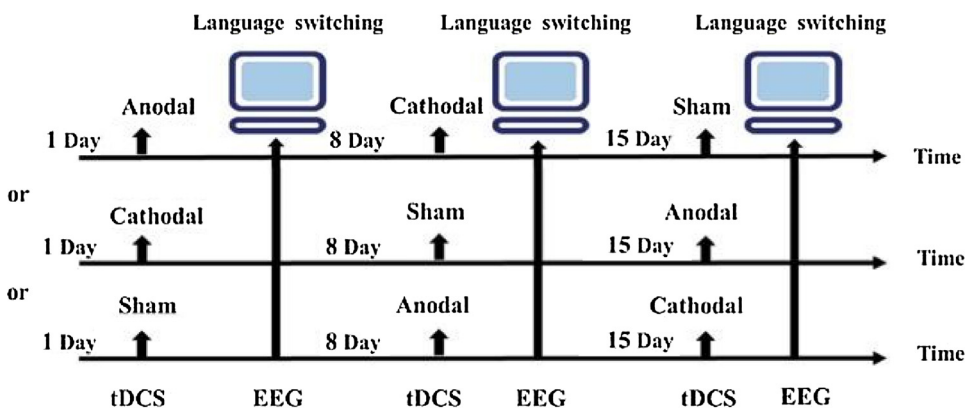 Language switching Language switching Language switching
Anodal Cathodal Sham
1 Day 8 Day 15 Day Time
or
Cathodal Sham Anodal
1 Day 8 Day 15 Day Time
or
Sham Anodal Cathodal
1 Day 8 Day 15 Day Time
tDCS EEG tDCS EEG tDCS EEG